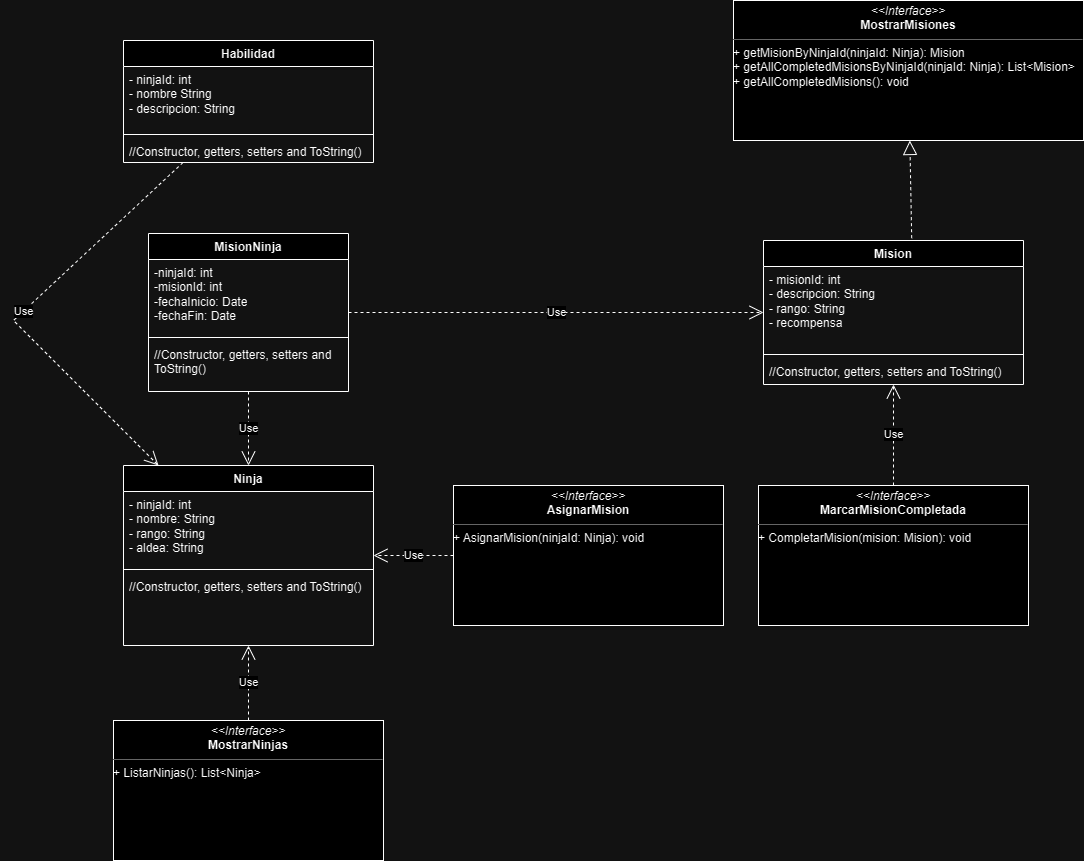 <<Interface>>
MostrarMisiones
+ getMisionByNinjaId(ninjaId: Ninja): Mision
+ getAllCompletedMisionsByNinjaId(ninjaId: Ninja): List<Mision>
+ getAllCompletedMisions(): void
Habilidad
- ninjaId: int
- nombre String
- descripcion: String
//Constructor, getters, setters and ToString()
Use
MisionNinja
-ninjaId: int
-misionId: int
-fechaInicio: Date
-fechaFin: Date
//Constructor, getters, setters and
ToString()
Use
Use
Mision
- misionId: int
- descripcion: String
- rango: String
- recompensa
//Constructor, getters, setters and ToString()
Use
Ninja
- ninjaId: int
- nombre: String
- rango: String
- aldea: String
//Constructor, getters, setters and ToString()
Use
<<Interface>>
AsignarMision
+ AsignarMision(ninjaId: Ninja): void
<<Interface>>
MarcarMisionCompletada
+ CompletarMision(mision: Mision): void
Use
<<Interface>>
MostrarNinjas
+ ListarNinjas(): List<Ninja>